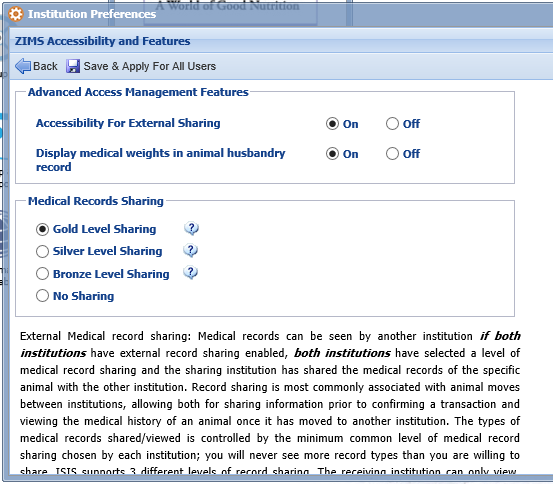 A World of Good Nutrition
Institution Preferences
ZIMS Accessibility and Features
Back Save & Apply For All Users
Advanced Access Management Features
Accessibility For External Sharing On Off
Display medical weights in animal husbandry record On Off
Medical Records Sharing
Gold Level Sharing ?
Silver Level Sharing ?
Bronze Level Sharing ?
No Sharing
External Medical record sharing: Medical records can be seen by another institution if both
institutions have external record sharing enabled, both institutions have selected a level of
medical record sharing and the sharing institution has shared the medical records of the specific
animal with the other institution. Record sharing is most commonly associated with animal moves
between institutions, allowing both for sharing information prior to confirming a transaction and
viewing the medical history of an animal once it has moved to another institution. The types of
medical records shared/viewed is controlled by the minimum common level of medical record
sharing chosen by each institution; you will never see more record types than you are willing to
share. ISIS supports 3 different levels of record sharing. The receiving institution can only view,